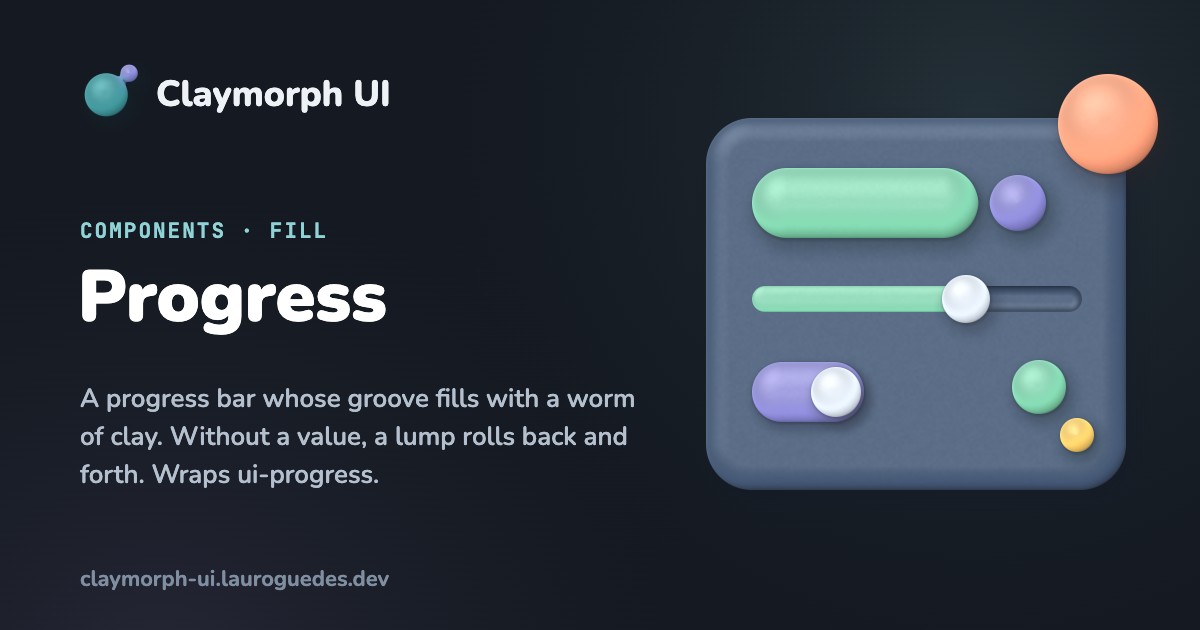 Claymorph UI
COMPONENTS · FILL
Progress
A progress bar whose groove fills with a worm
of clay. Without a value, a lump rolls back and
forth. Wraps ui-progress.
claymorph-ui.lauroguedes.dev